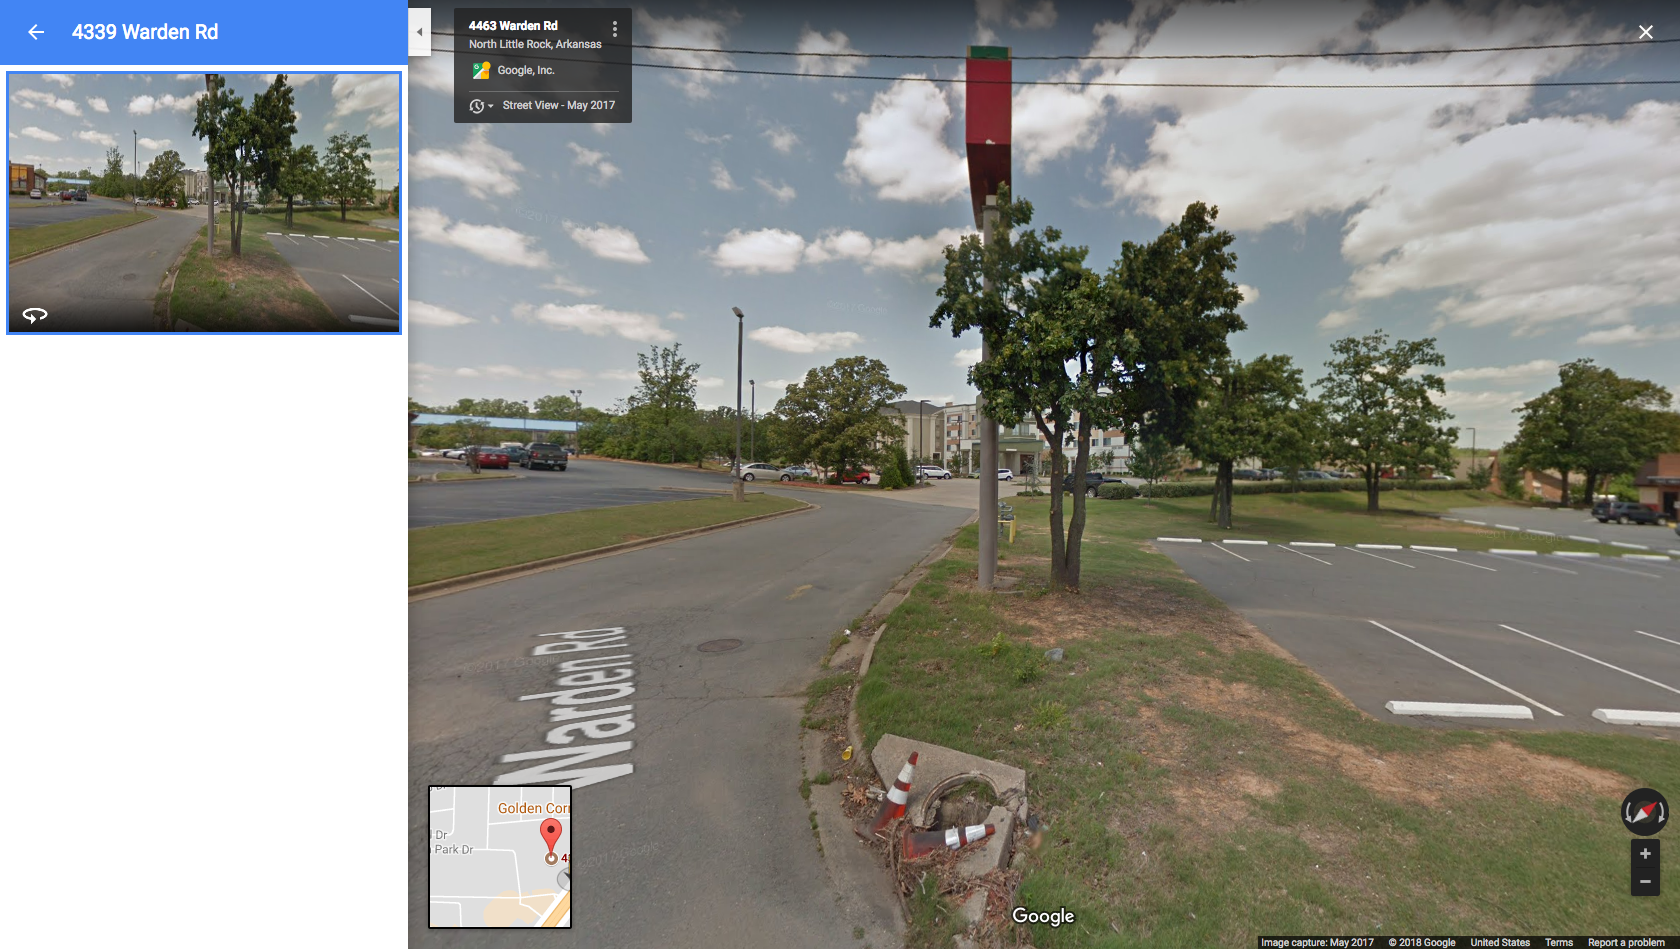 4339 Warden Rd
4463 Warden Rd
North Little Rock, Arkansas
Google, Inc.
Street View - May 2017
Warden Rd
Golden Corr
Dr
Park Dr
Google
Image capture: May 2017 © 2018 Google United States Terms Report a problem